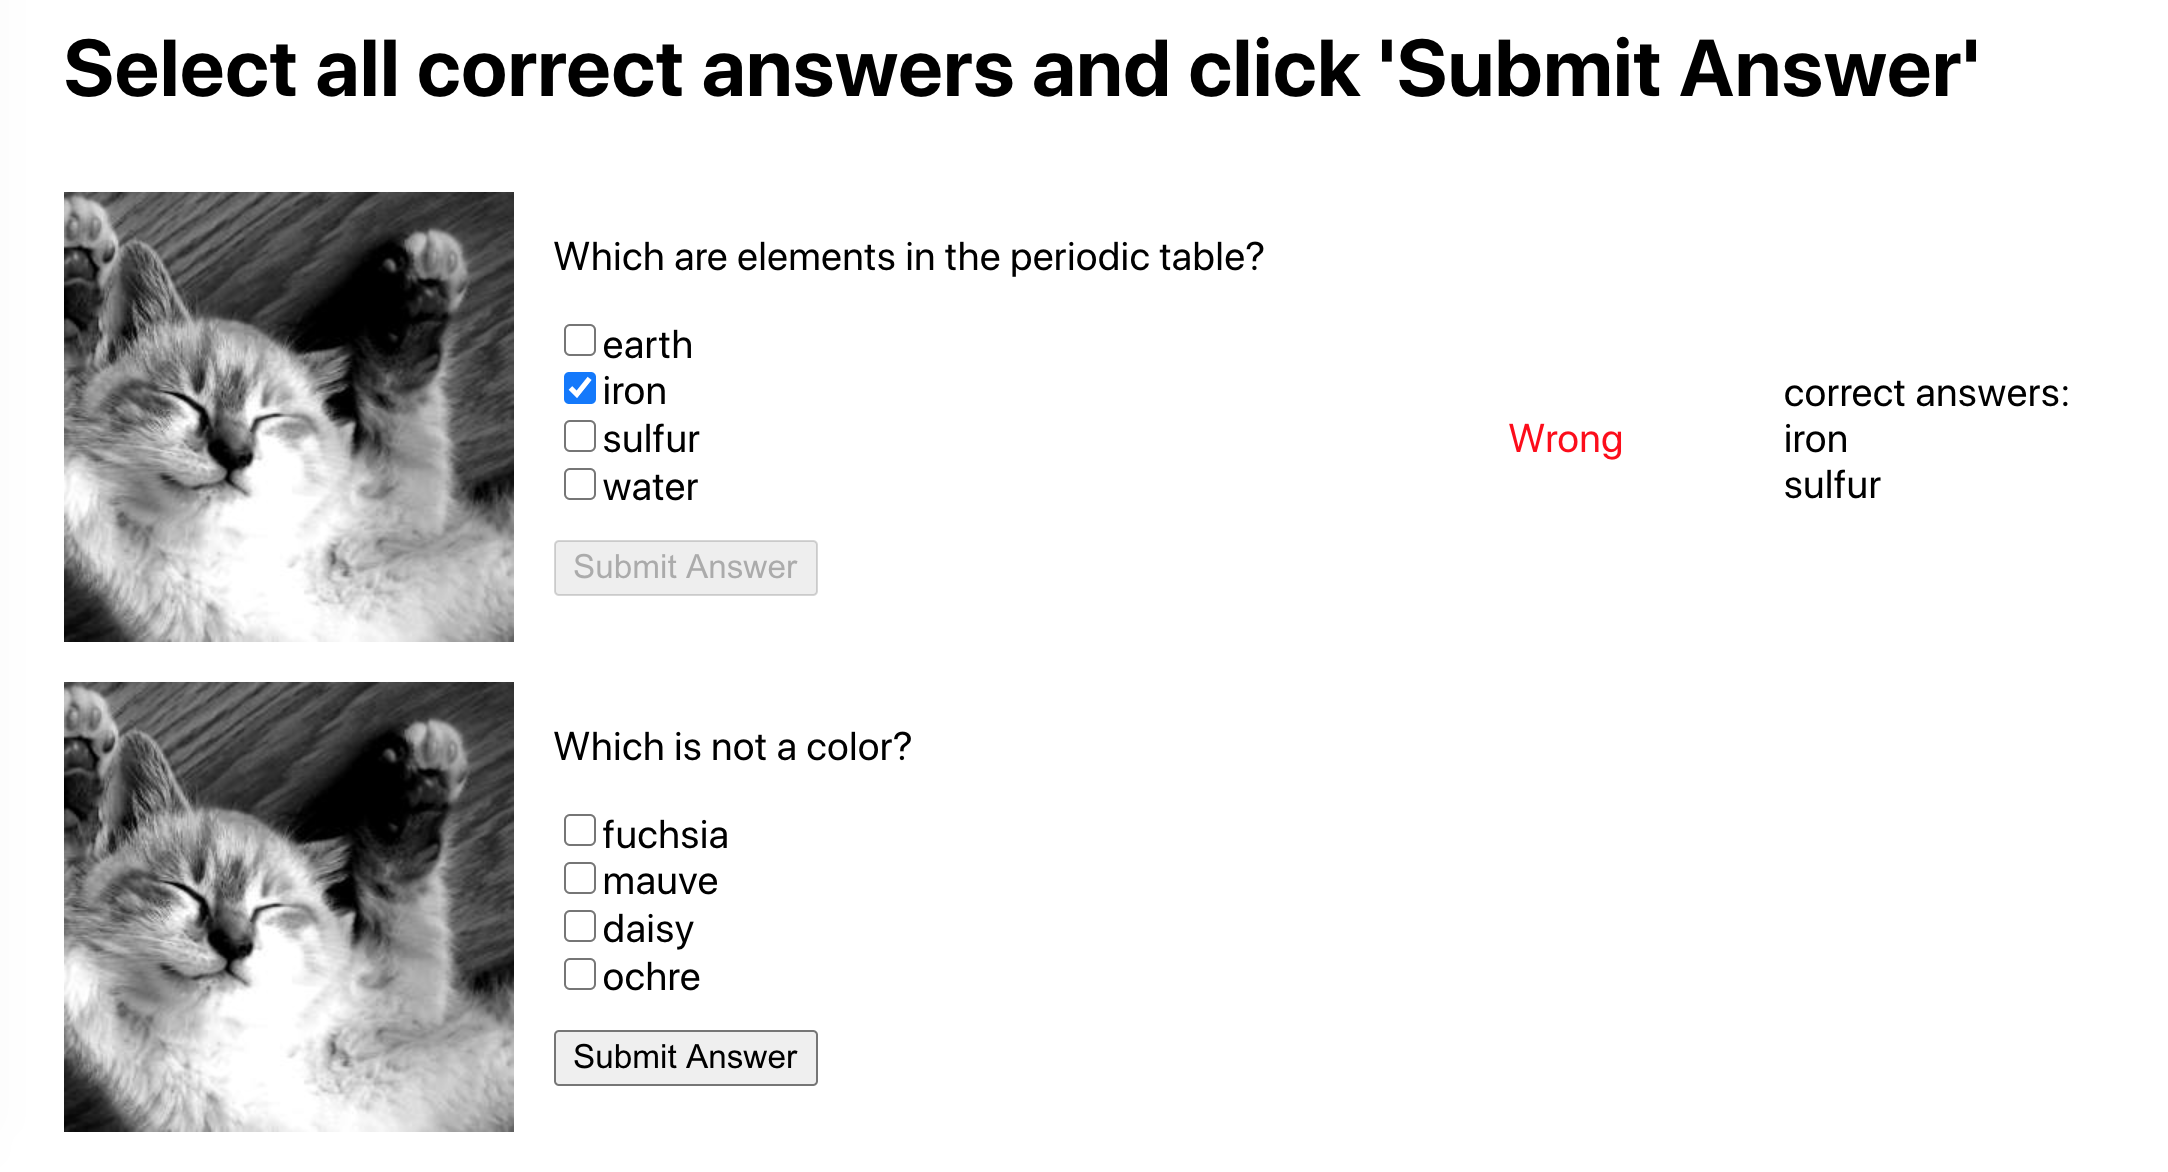 Select all correct answers and click 'Submit Answer'
Which are elements in the periodic table?
earth
iron
sulfur
water
Submit Answer
Wrong
correct answers:
iron
sulfur
Which is not a color?
fuchsia
mauve
daisy
ochre
Submit Answer